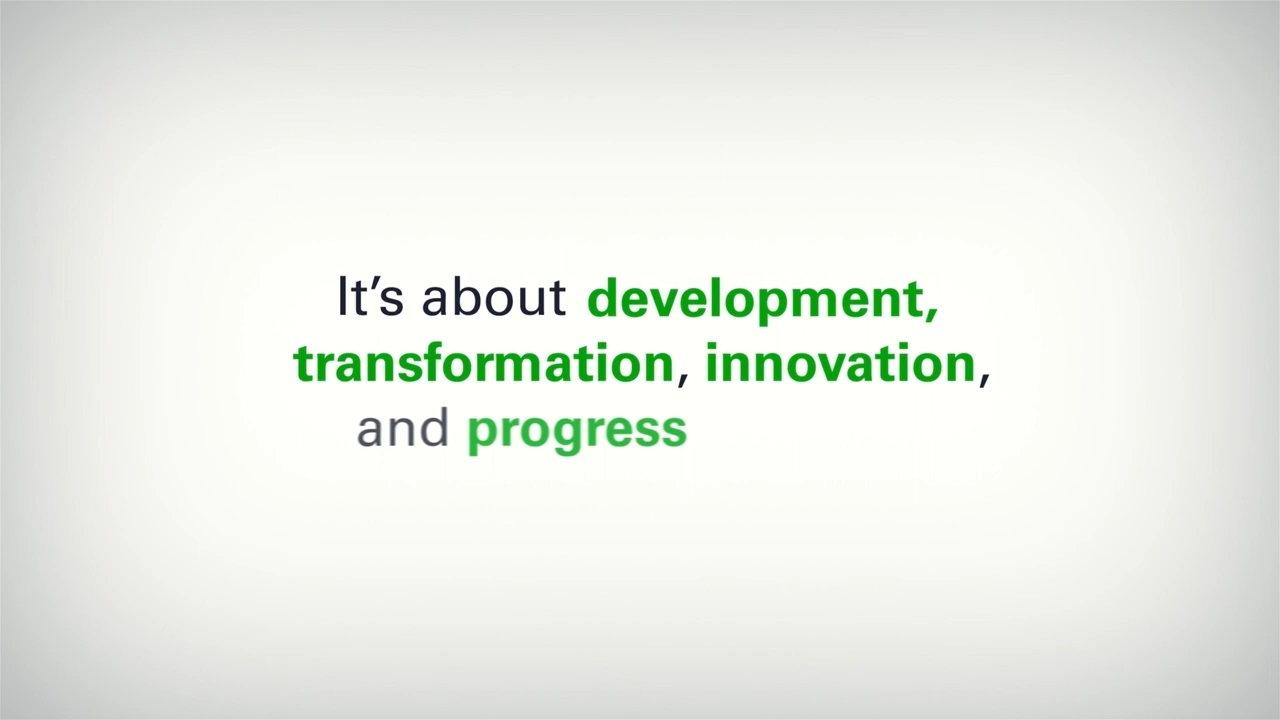 It’s about development,
transformation, innovation,
and progress